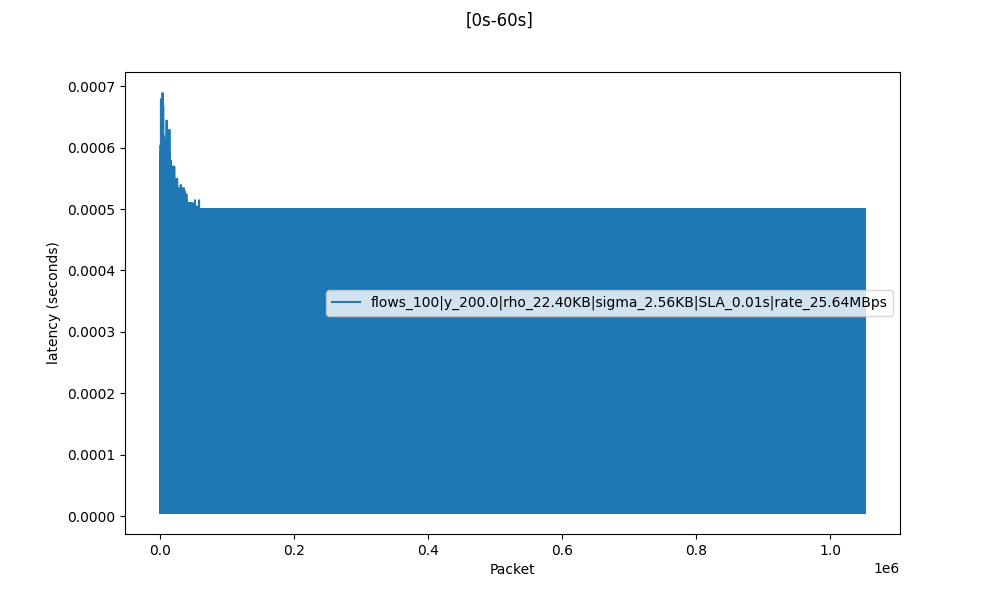 [0s-60s]
0.0007
0.0006
0.0005
0.0004
0.0003
0.0002
0.0001
0.0000
latency (seconds)
flows_100|y_200.0|rho_22.40KB|sigma_2.56KB|SLA_0.01s|rate_25.64MBps
0.0 0.2 0.4 0.6 0.8 1.0
1e6
Packet